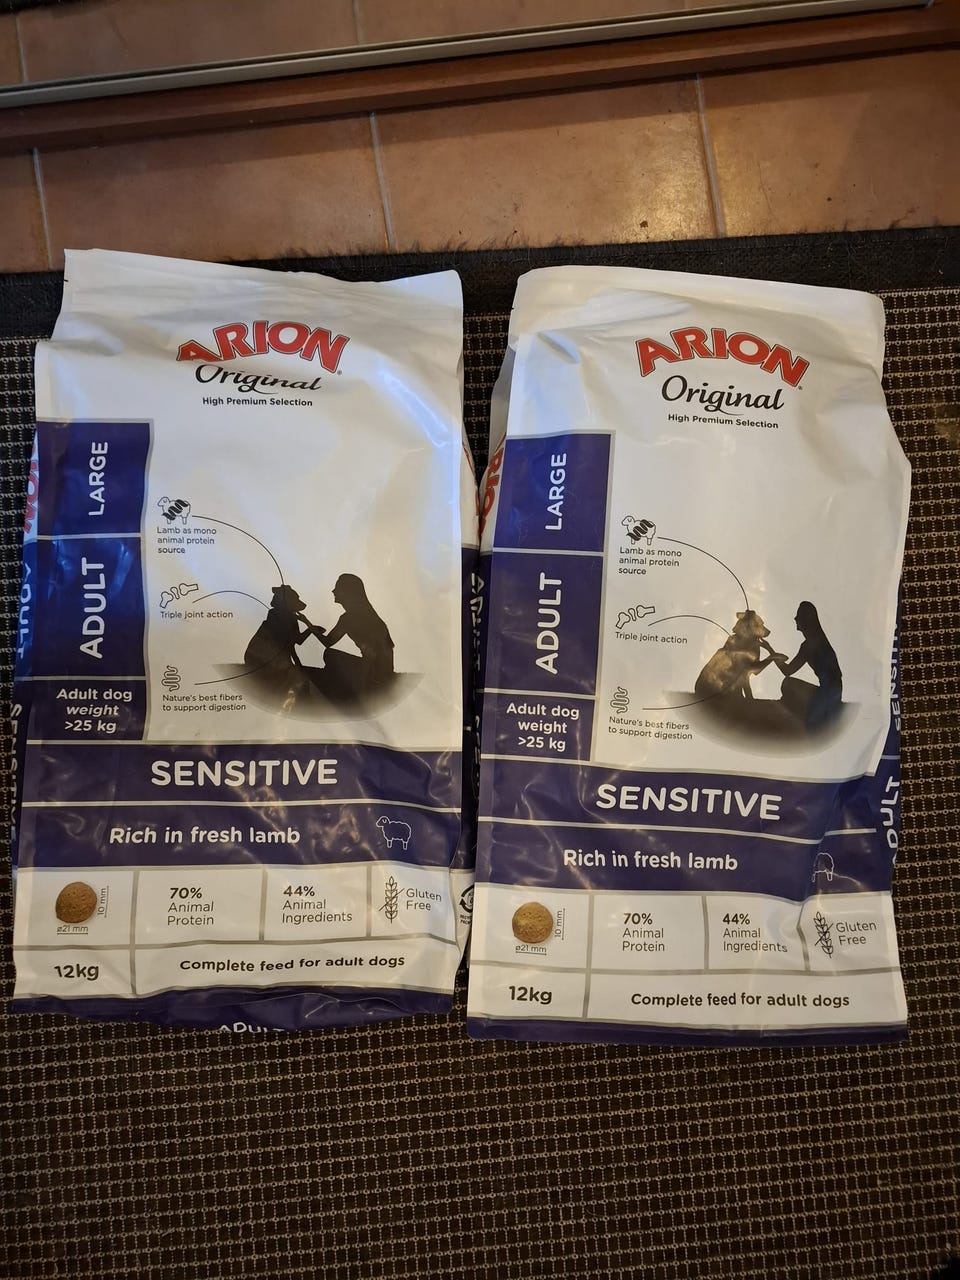 ARION
Original
High Premium Selection
LARGE
ADULT
Adult dog
weight
>25 kg
Lamb as mono
animal protein
source
Triple joint action
Nature's best fibers
to support digestion
SENSITIVE
Rich in fresh lamb
10 mm
ø21 mm
70%
Animal
Protein
44%
Animal
Ingredients
Gluten
Free
12kg
Complete feed for adult dogs
ADULT
ARION
Original
High Premium Selection
LARGE
ADULT
Adult dog
weight
>25 kg
Lamb as mono
animal protein
source
Triple joint action
Nature's best fibers
to support digestion
SENSITIVE
Rich in fresh lamb
10 mm
ø21 mm
70%
Animal
Protein
44%
Animal
Ingredients
Gluten
Free
12kg
Complete feed for adult dogs
ADULT